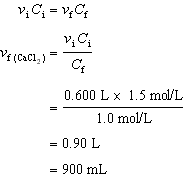 v_i C_i = v_f C_f
v_f (CaCl_2) = v_i C_i / C_f
= 0.600 L × 1.5 mol/L / 1.0 mol/L
= 0.90 L
= 900 mL